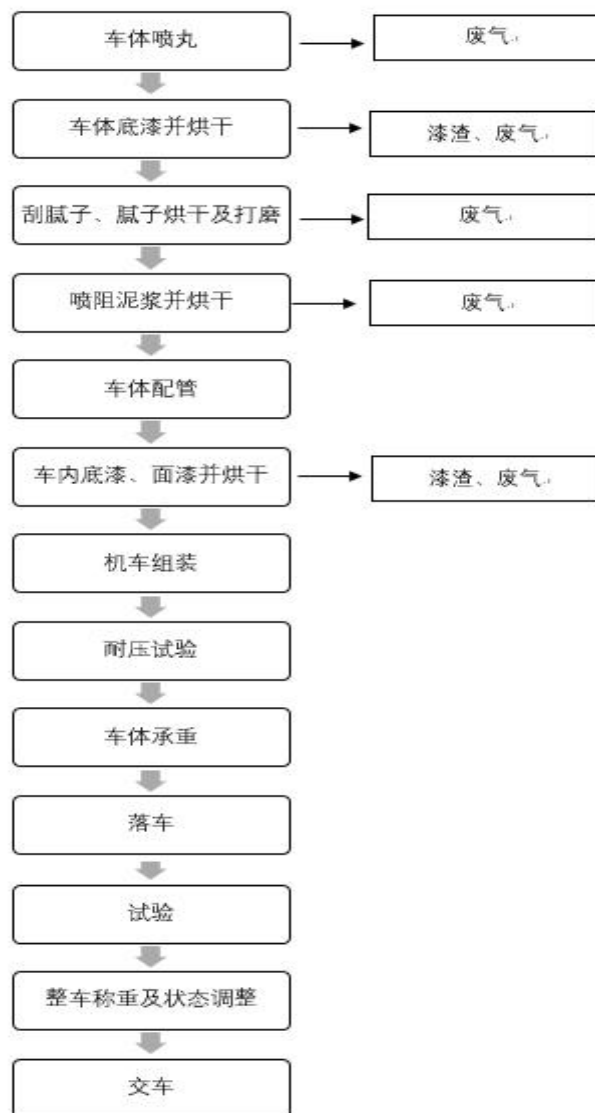 车体喷丸
废气
车体底漆并烘干
漆渣、废气
刮腻子、腻子烘干及打磨
废气
喷阻泥浆并烘干
废气
车体配管
车内底漆、面漆并烘干
漆渣、废气
机车组装
耐压试验
车体承重
落车
试验
整车称重及状态调整
交车